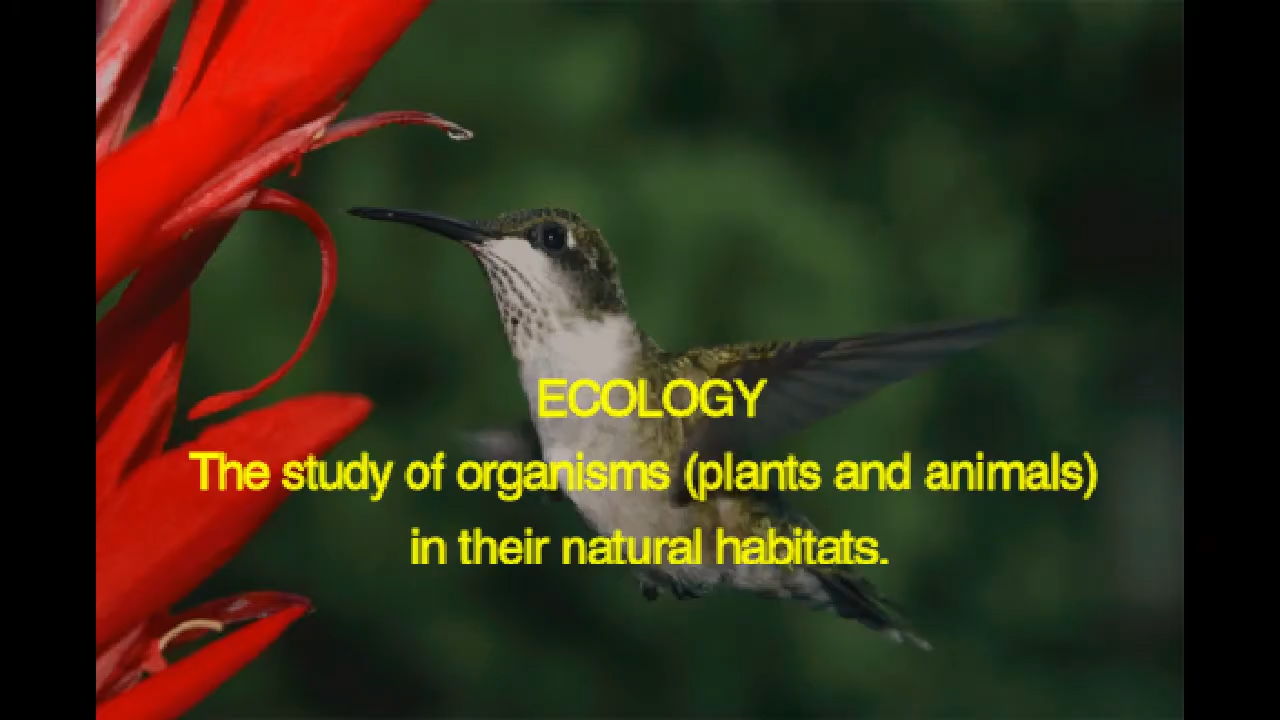 ECOLOGY
The study of organisms (plants and animals)
in their natural habitats.